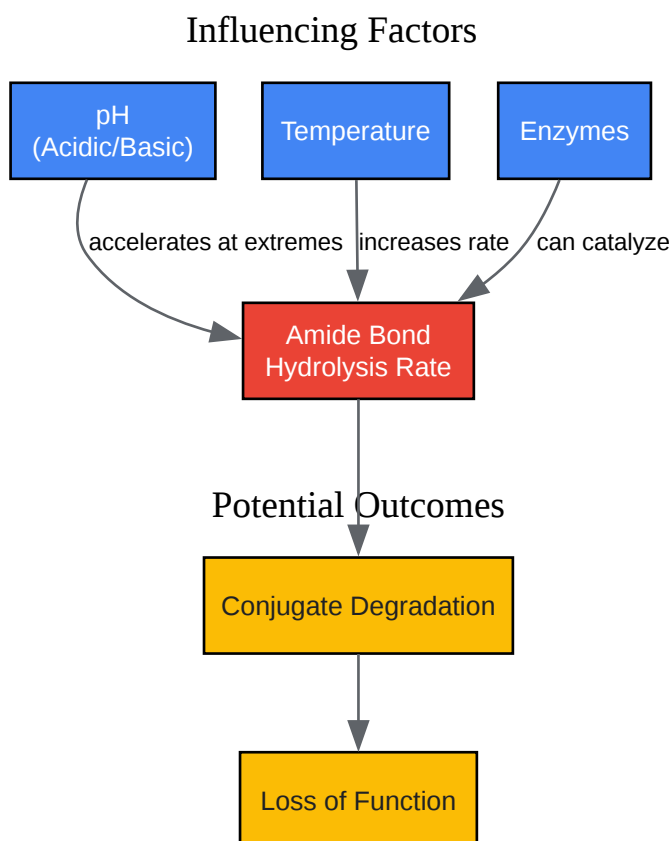 Influencing Factors
pH
(Acidic/Basic)
Temperature
Enzymes
accelerates at extremes
increases rate
can catalyze
Amide Bond
Hydrolysis Rate
Potential Outcomes
Conjugate Degradation
Loss of Function